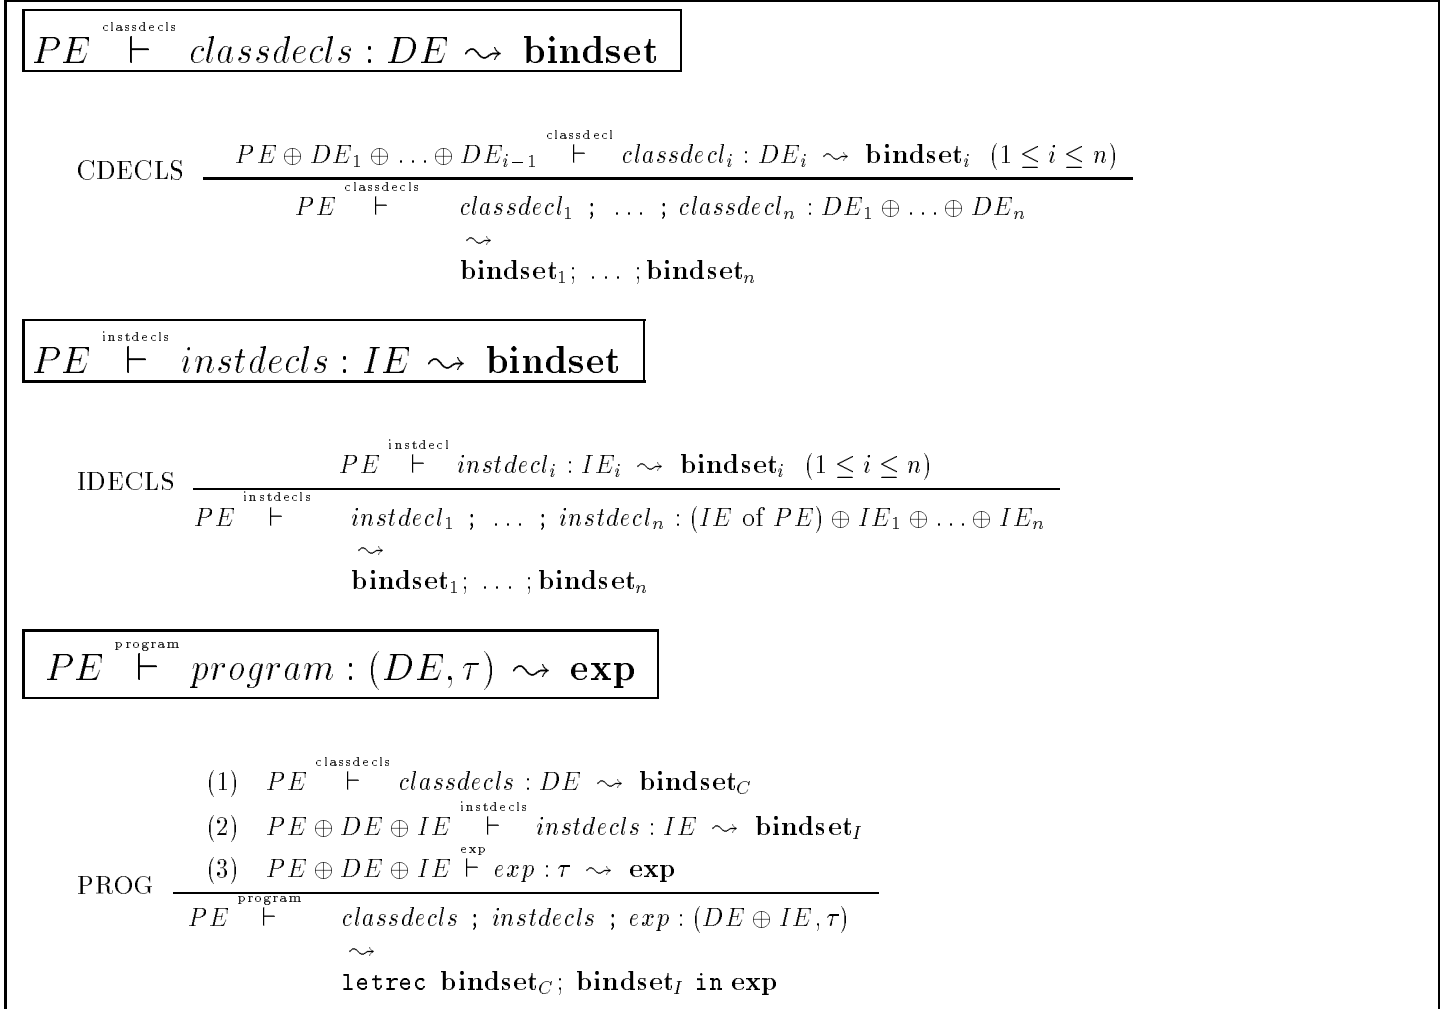 PE ⊢^{classdecls} classdecls : DE ⇝ bindset
PE ⊕ DE_1 ⊕ … ⊕ DE_{i−1} ⊢^{classdecl} classdecl_i : DE_i ⇝ bindset_i (1 ≤ i ≤ n)
CDECLS
PE ⊢^{classdecls} classdecl_1 ; … ; classdecl_n : DE_1 ⊕ … ⊕ DE_n
⇝
bindset_1; … ; bindset_n
PE ⊢^{instdecls} instdecls : IE ⇝ bindset
PE ⊢^{instdecl} instdecl_i : IE_i ⇝ bindset_i (1 ≤ i ≤ n)
IDECLS
PE ⊢^{instdecls} instdecl_1 ; … ; instdecl_n : (IE of PE) ⊕ IE_1 ⊕ … ⊕ IE_n
⇝
bindset_1; … ; bindset_n
PE ⊢^{program} program : (DE, τ) ⇝ exp
(1) PE ⊢^{classdecls} classdecls : DE ⇝ bindset_C
(2) PE ⊕ DE ⊕ IE ⊢^{instdecls} instdecls : IE ⇝ bindset_I
(3) PE ⊕ DE ⊕ IE ⊢^{exp} exp : τ ⇝ exp
PROG
PE ⊢^{program} classdecls ; instdecls ; exp : (DE ⊕ IE, τ)
⇝
letrec bindset_C; bindset_I in exp